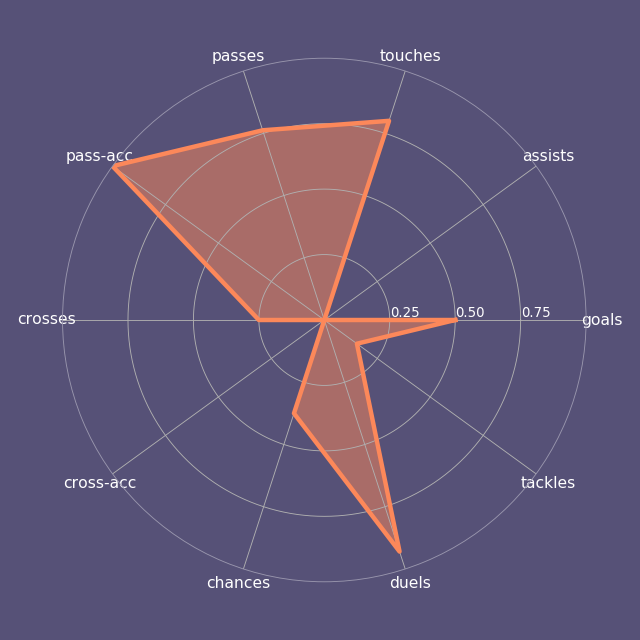 passes
touches
pass-acc
assists
crosses
0.25
0.50
0.75
goals
cross-acc
tackles
chances
duels